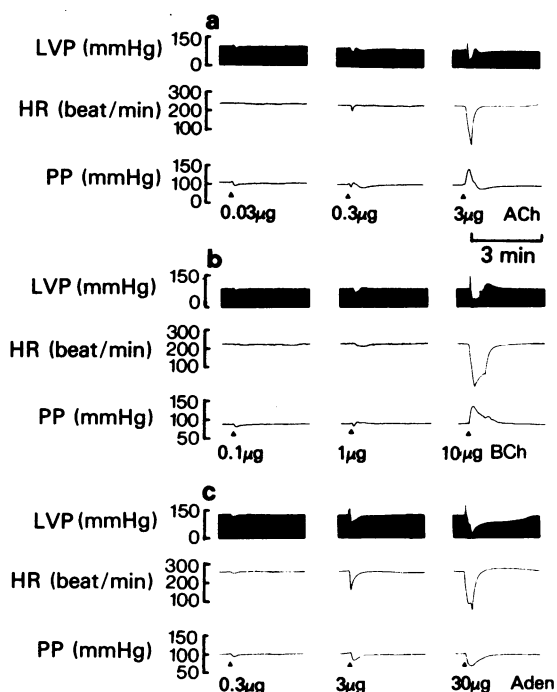 a
LVP (mmHg) 150 0
HR (beat/min) 300 200 100
PP (mmHg) 150 100 0
0.03µg 0.3µg 3µg ACh
3 min
b
LVP (mmHg) 150 0
HR (beat/min) 300 200 100
PP (mmHg) 150 100 50
0.1µg 1µg 10µg BCh
c
LVP (mmHg) 150 0
HR (beat/min) 300 200 100
PP (mmHg) 150 100 50
0.3µg 3µg 30µg Aden